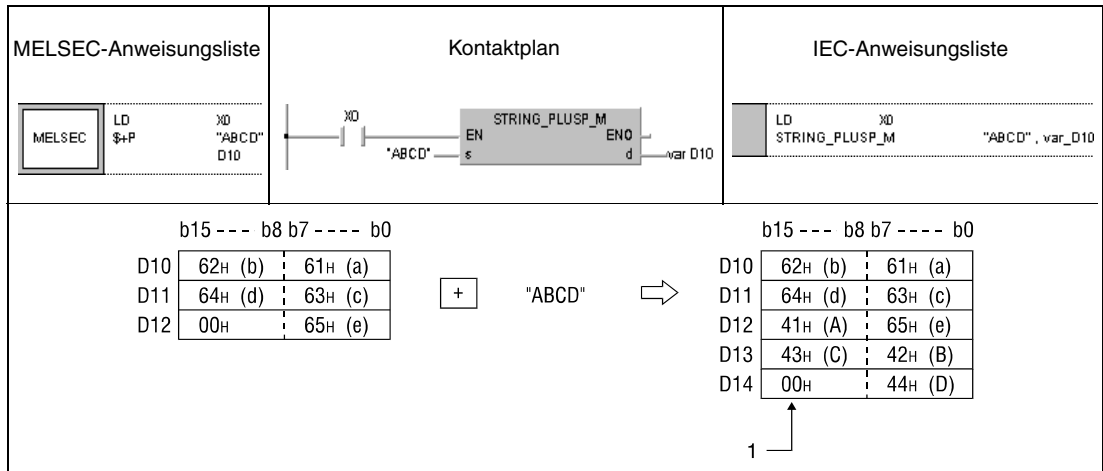 MELSEC-Anweisungsliste
Kontaktplan
IEC-Anweisungsliste
MELSEC
LD X0
$+P "ABCD"
D10
X0
STRING_PLUSP_M
EN ENO
"ABCD" s d var D10
LD X0
STRING_PLUSP_M "ABCD" , var_D10
b15 --- b8 b7 ---- b0
D10 62H (b) 61H (a)
D11 64H (d) 63H (c)
D12 00H 65H (e)
+ "ABCD"
b15 --- b8 b7 ---- b0
D10 62H (b) 61H (a)
D11 64H (d) 63H (c)
D12 41H (A) 65H (e)
D13 43H (C) 42H (B)
D14 00H 44H (D)
1